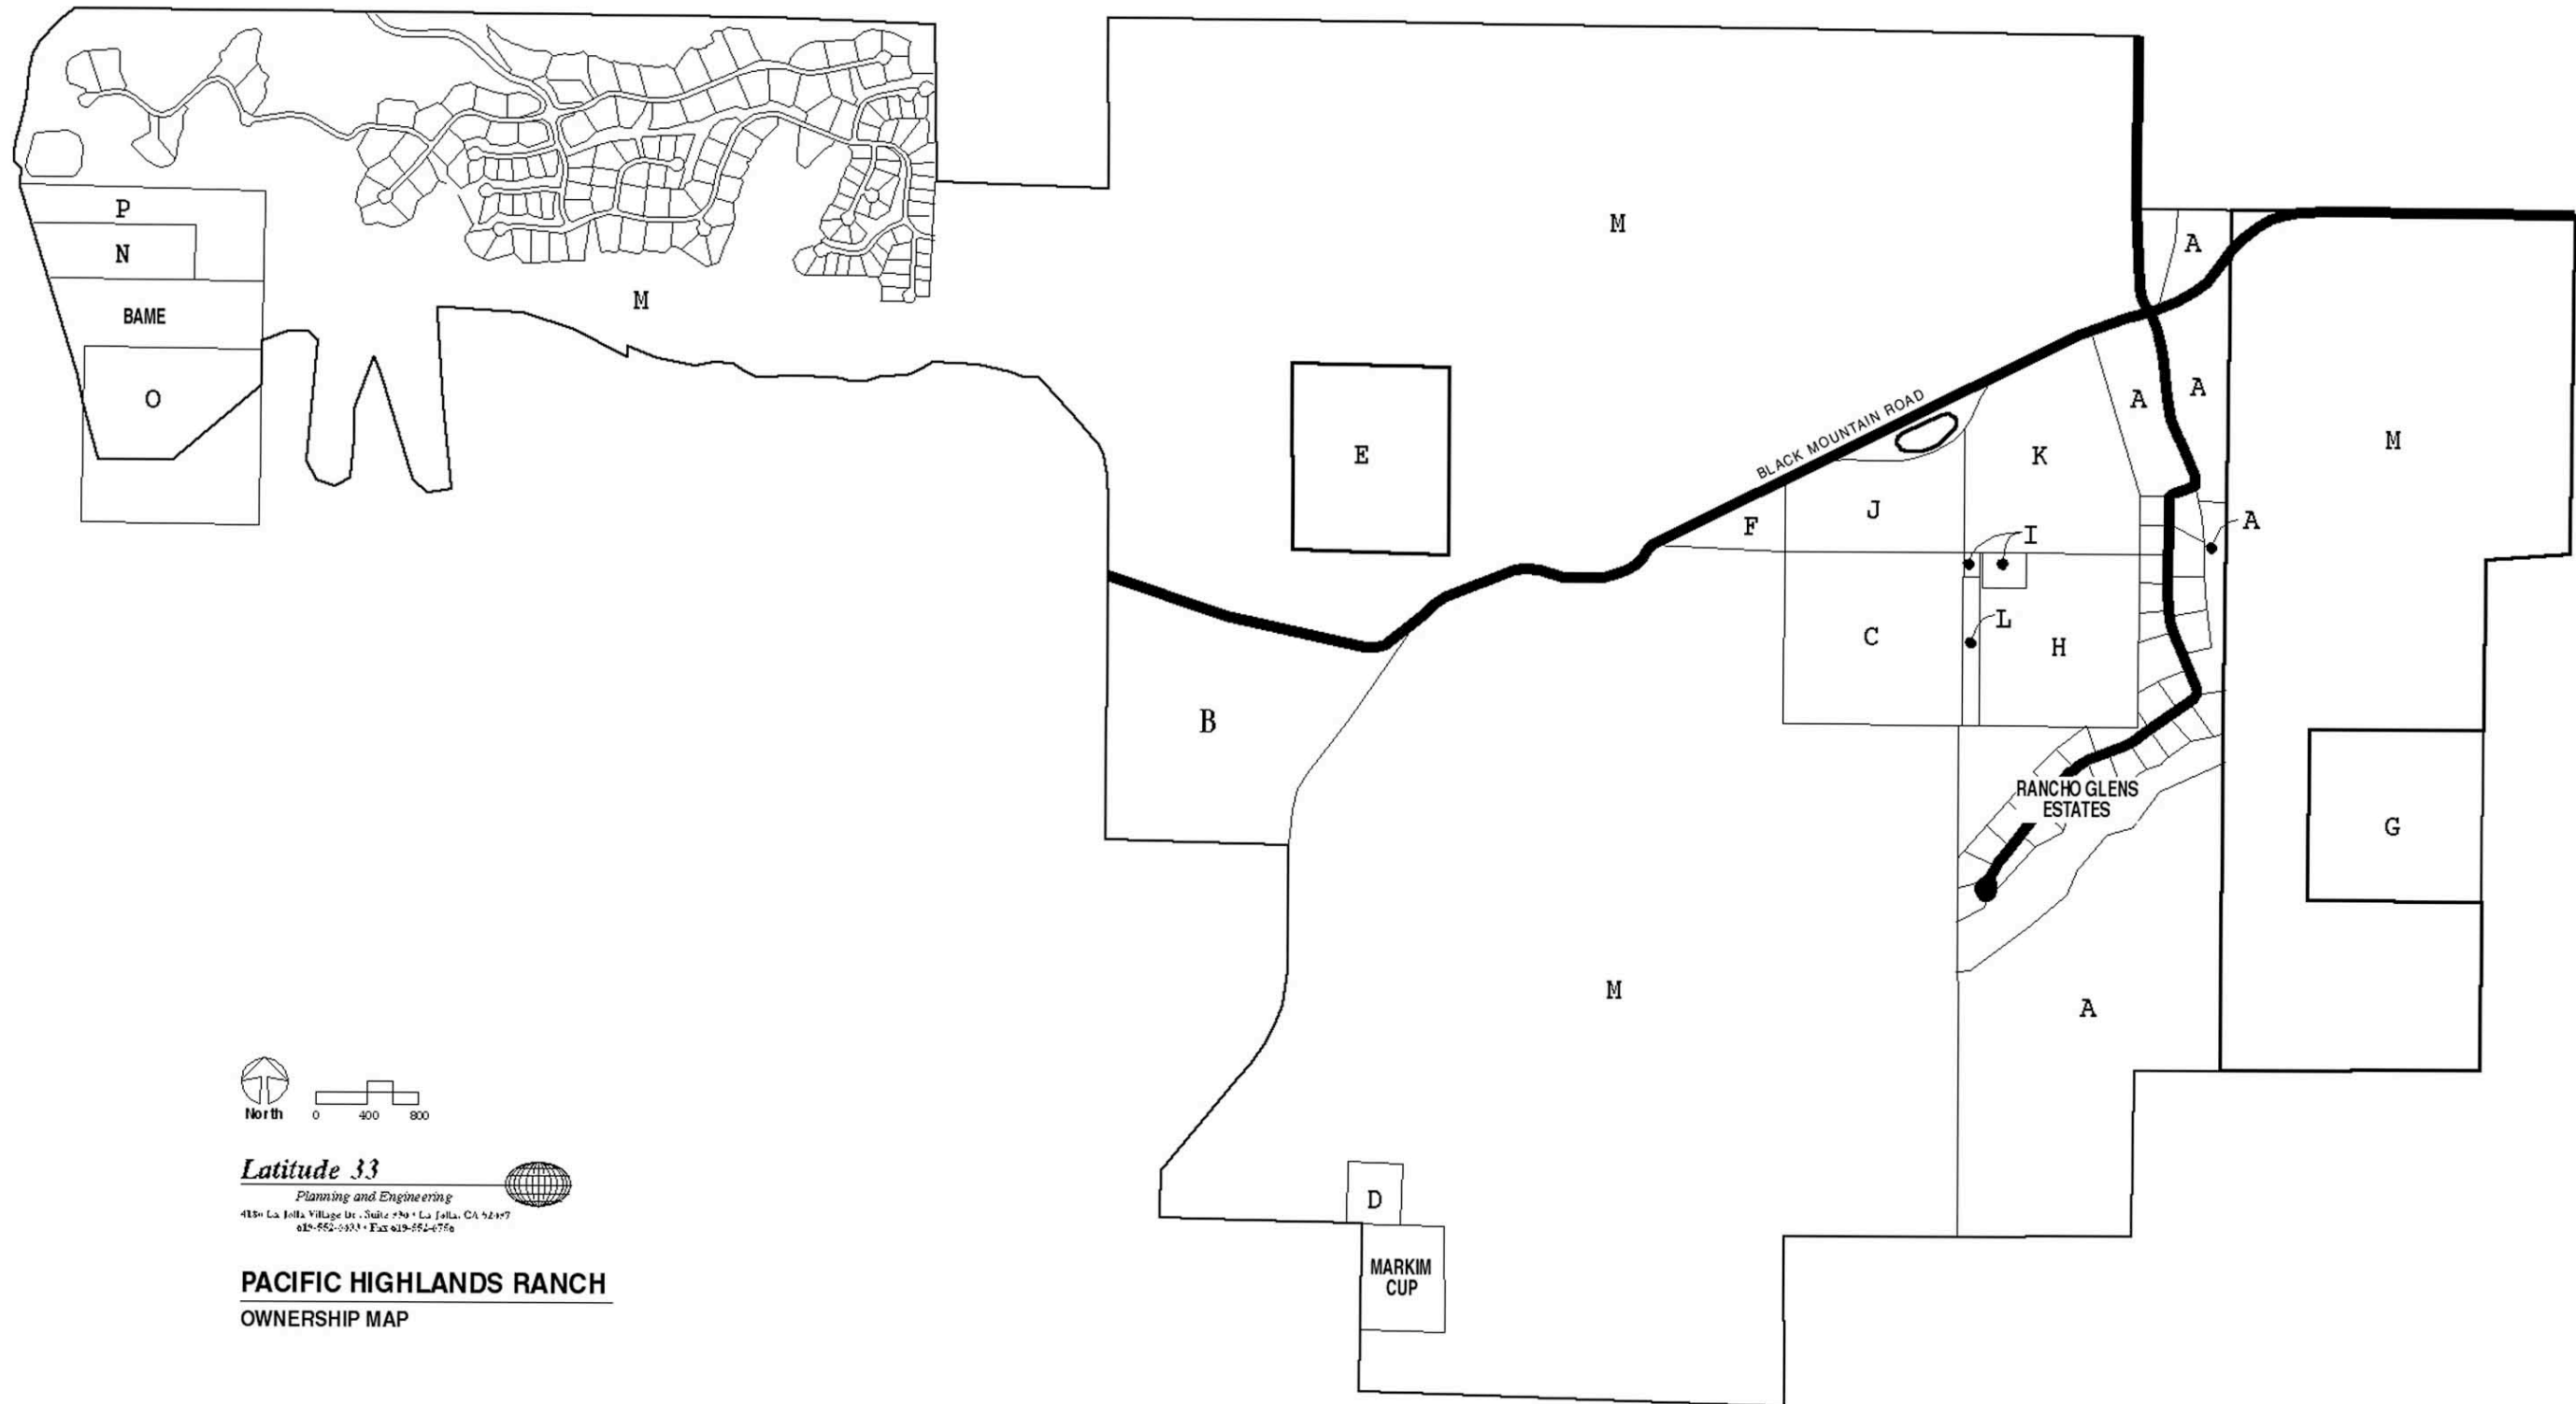 P
N
M
A
BAME
M
A
A
O
M
BLACK MOUNTAIN ROAD
E
K
J
F
I
A
L
C
H
B
RANCHO GLENS
ESTATES
G
M
A
North
0 400 800
Latitude 33
Planning and Engineering
D
MARKIM
CUP
PACIFIC HIGHLANDS RANCH
OWNERSHIP MAP